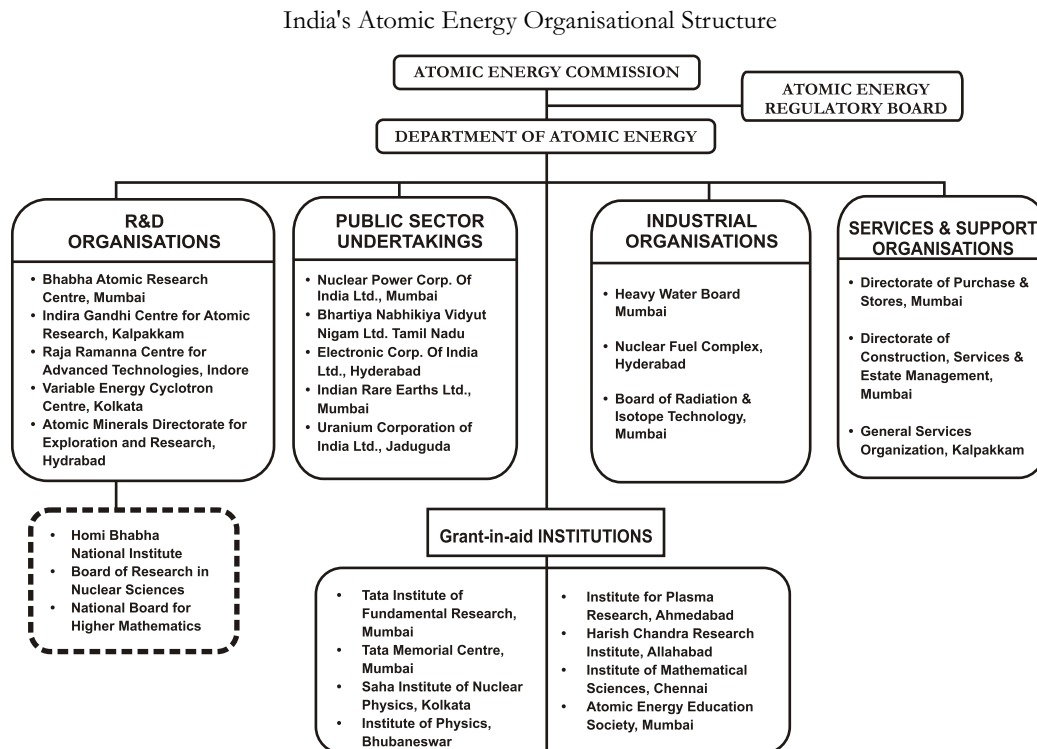 India's Atomic Energy Organisational Structure
ATOMIC ENERGY COMMISSION
ATOMIC ENERGY
REGULATORY BOARD
DEPARTMENT OF ATOMIC ENERGY
R&D
ORGANISATIONS
• Bhabha Atomic Research
Centre, Mumbai
• Indira Gandhi Centre for Atomic
Research, Kalpakkam
• Raja Ramanna Centre for
Advanced Technologies, Indore
• Variable Energy Cyclotron
Centre, Kolkata
• Atomic Minerals Directorate for
Exploration and Research,
Hydrabad
PUBLIC SECTOR
UNDERTAKINGS
• Nuclear Power Corp. Of
India Ltd., Mumbai
• Bhartiya Nabhikiya Vidyut
Nigam Ltd. Tamil Nadu
• Electronic Corp. Of India
Ltd., Hyderabad
• Indian Rare Earths Ltd.,
Mumbai
• Uranium Corporation of
India Ltd., Jaduguda
INDUSTRIAL
ORGANISATIONS
• Heavy Water Board
Mumbai
• Nuclear Fuel Complex,
Hyderabad
• Board of Radiation &
Isotope Technology,
Mumbai
SERVICES & SUPPORT
ORGANISATIONS
• Directorate of Purchase &
Stores, Mumbai
• Directorate of
Construction, Services &
Estate Management,
Mumbai
• General Services
Organization, Kalpakkam
• Homi Bhabha
National Institute
• Board of Research in
Nuclear Sciences
• National Board for
Higher Mathematics
Grant-in-aid INSTITUTIONS
• Tata Institute of
Fundamental Research,
Mumbai
• Tata Memorial Centre,
Mumbai
• Saha Institute of Nuclear
Physics, Kolkata
• Institute of Physics,
Bhubaneswar
• Institute for Plasma
Research, Ahmedabad
• Harish Chandra Research
Institute, Allahabad
• Institute of Mathematical
Sciences, Chennai
• Atomic Energy Education
Society, Mumbai